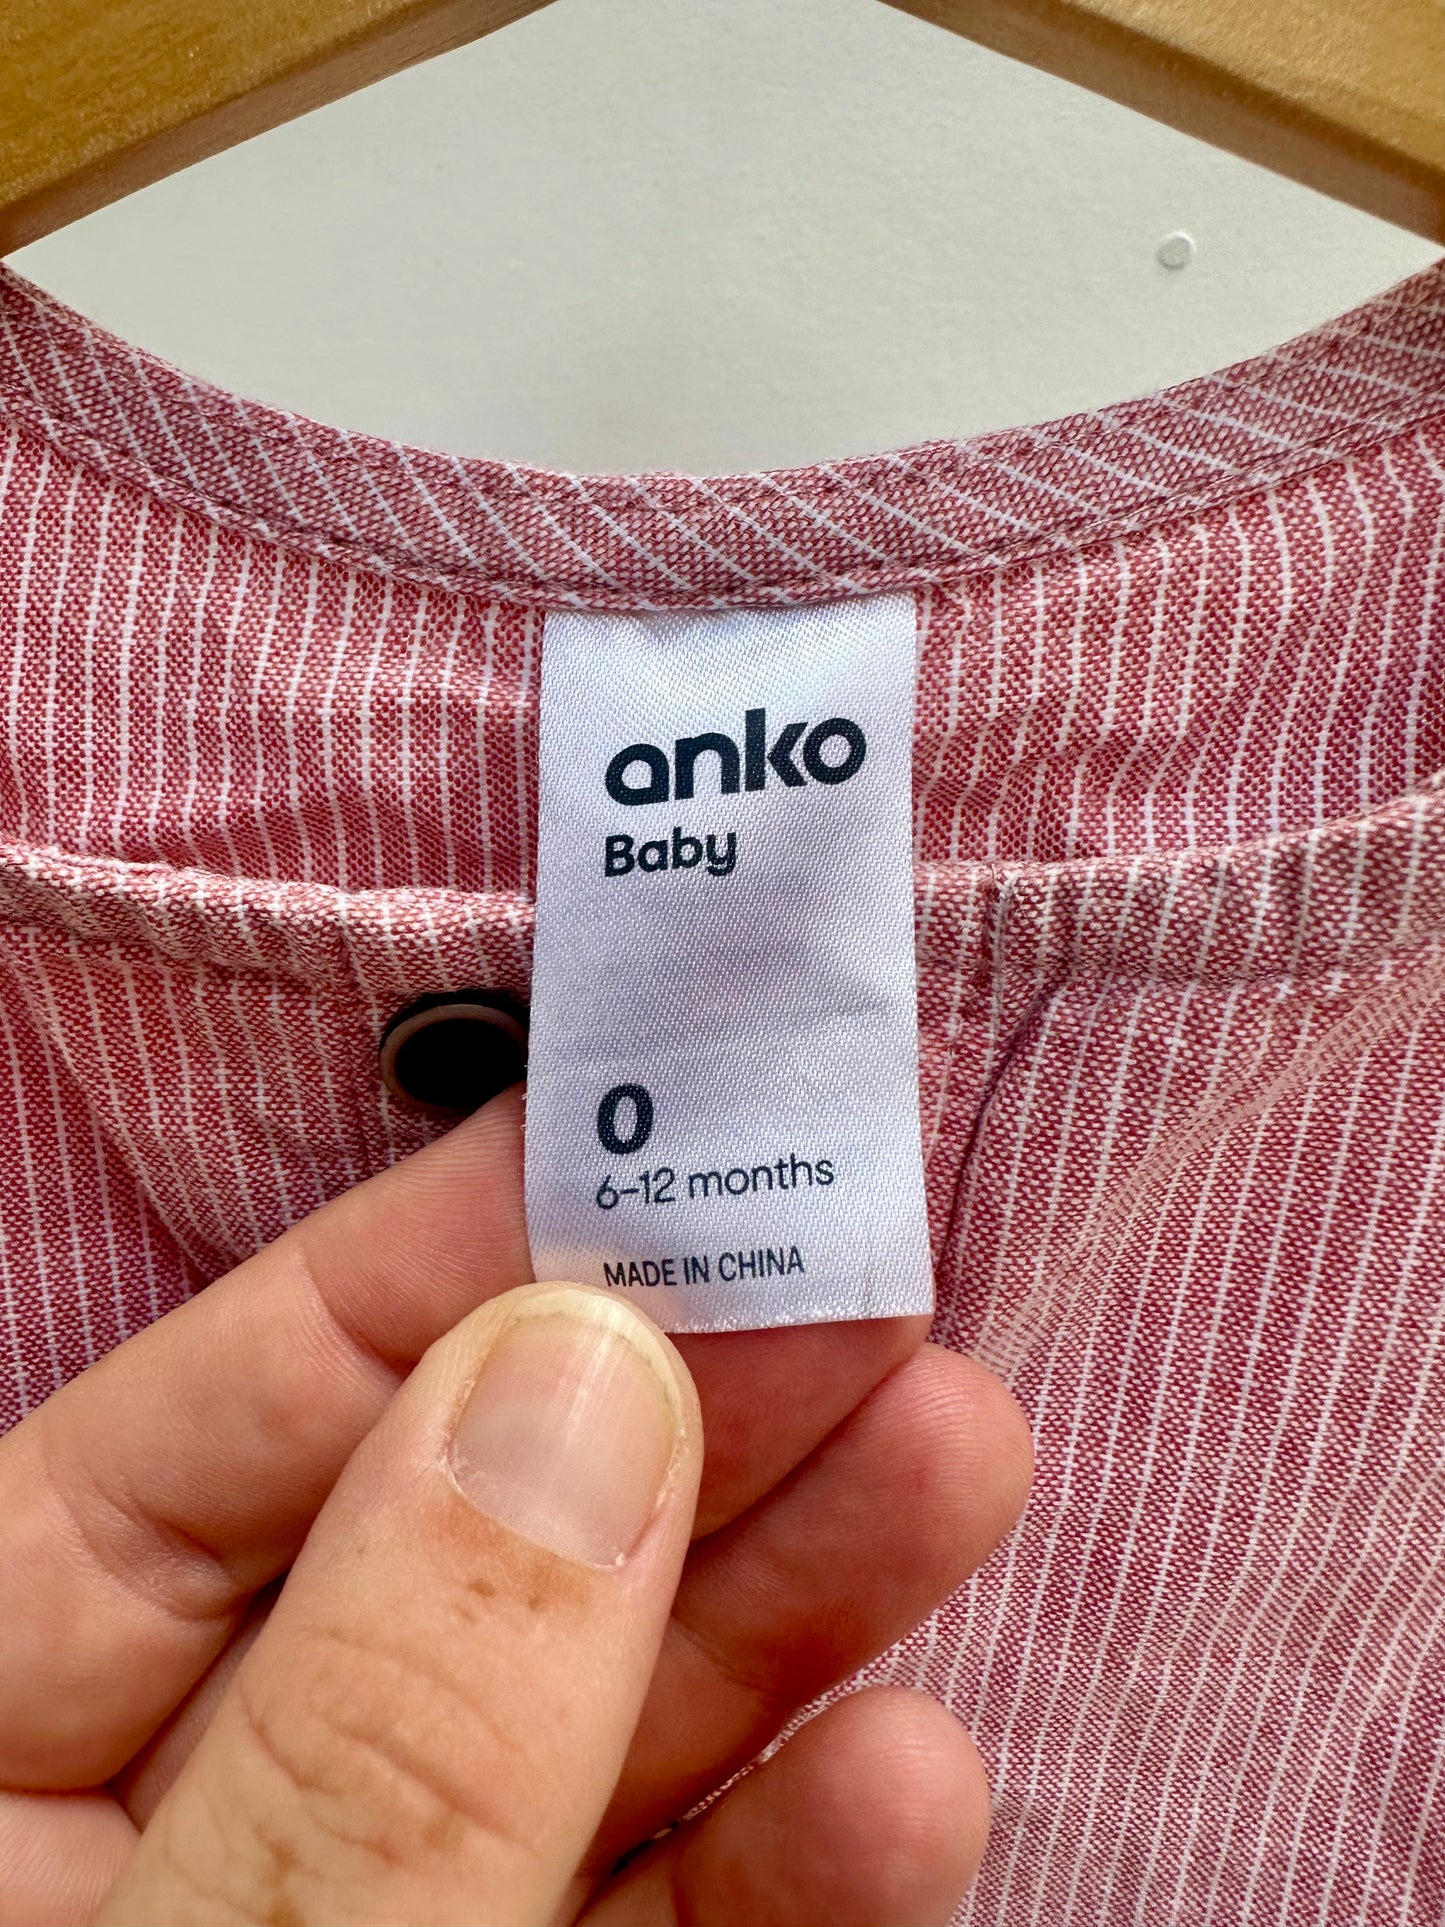 anko
Baby
0
6–12 months
MADE IN CHINA